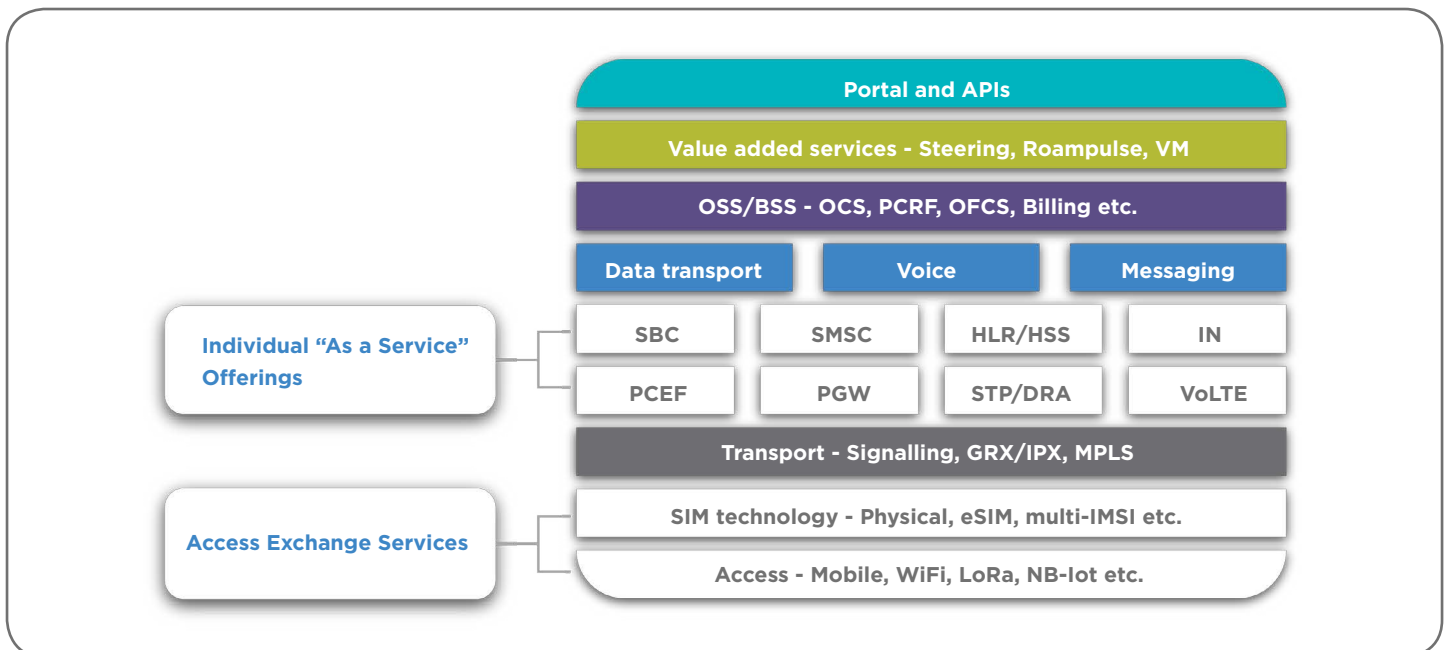 Portal and APIs
Value added services - Steering, Roampulse, VM
OSS/BSS - OCS, PCRF, OFCS, Billing etc.
Data transport
Voice
Messaging
Individual “As a Service”
Offerings
SBC
SMSC
HLR/HSS
IN
PCEF
PGW
STP/DRA
VoLTE
Transport - Signalling, GRX/IPX, MPLS
Access Exchange Services
SIM technology - Physical, eSIM, multi-IMSI etc.
Access - Mobile, WiFi, LoRa, NB-Iot etc.